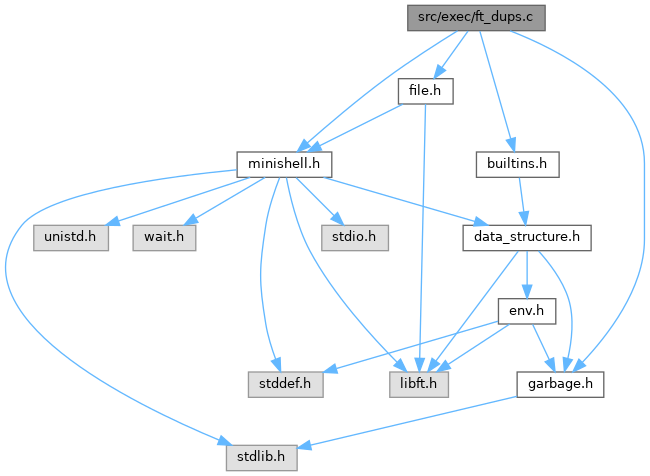 src/exec/ft_dups.c
file.h
minishell.h
builtins.h
unistd.h
wait.h
stdio.h
data_structure.h
env.h
stddef.h
libft.h
garbage.h
stdlib.h